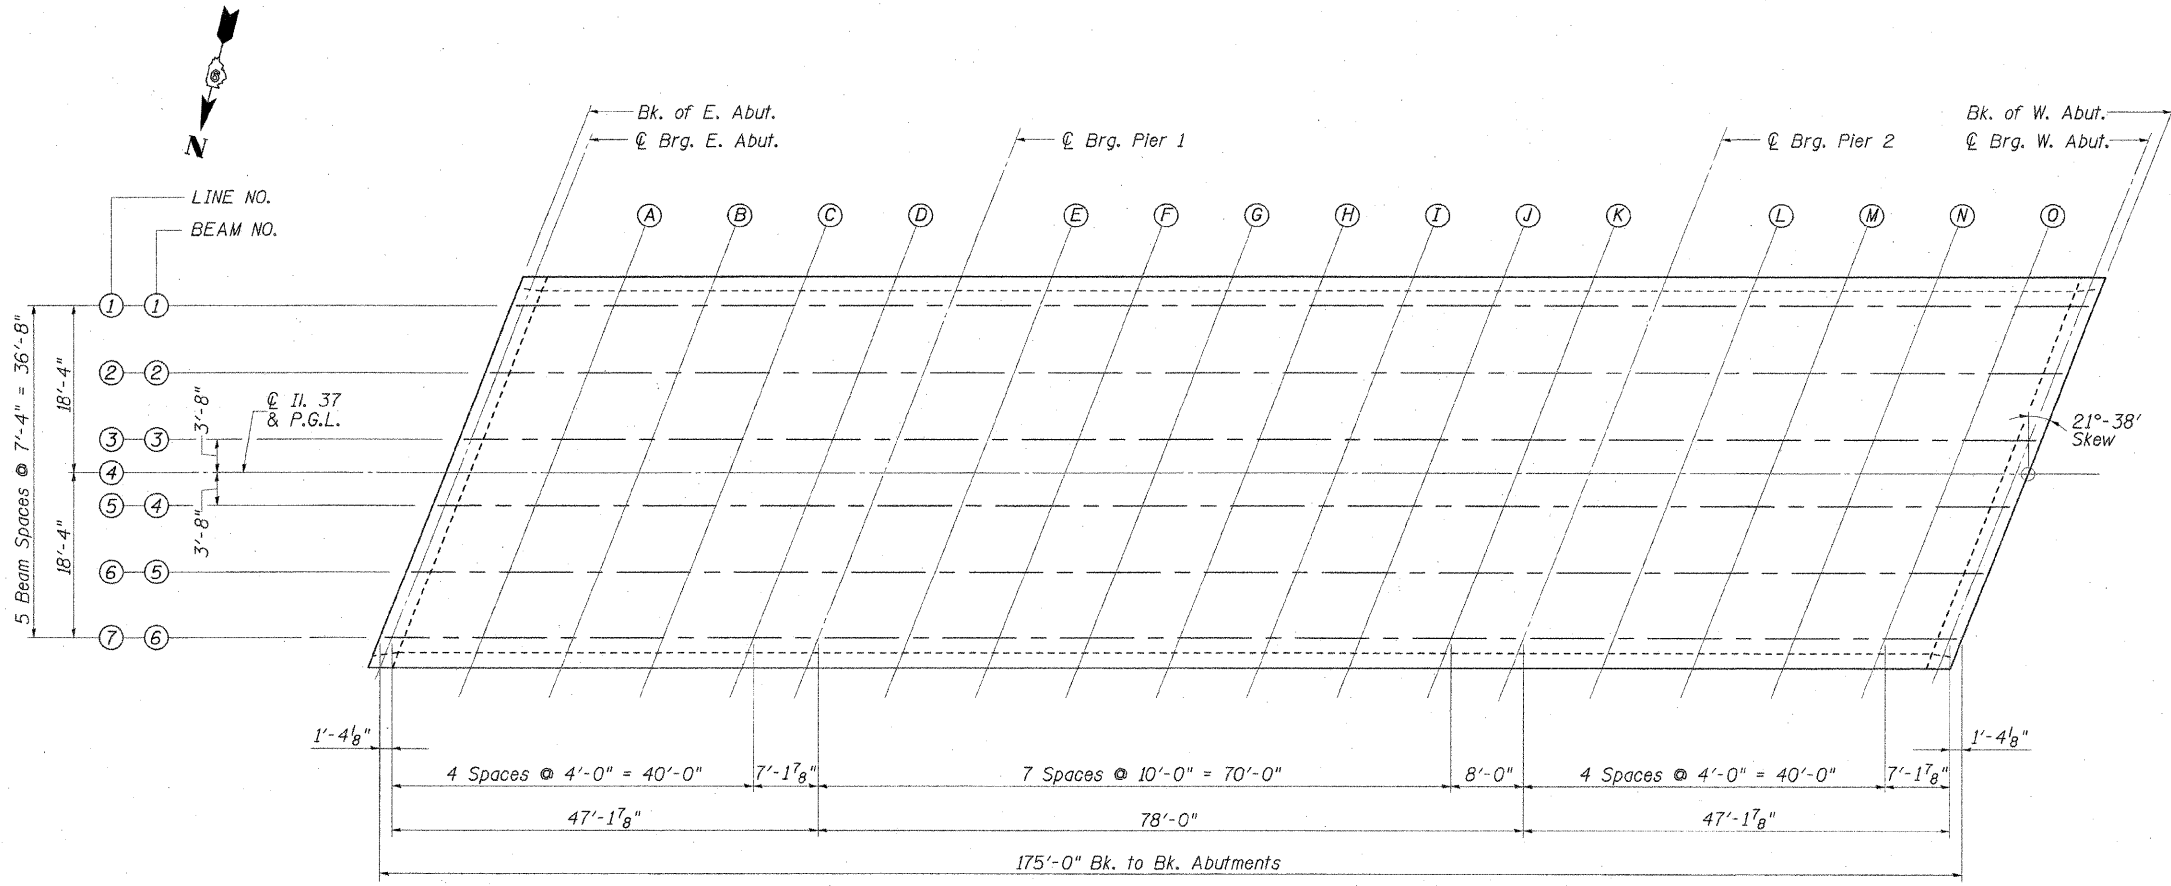 N
Bk. of E. Abut.
℄ Brg. E. Abut.
℄ Brg. Pier 1
℄ Brg. Pier 2
Bk. of W. Abut.
℄ Brg. W. Abut.
LINE NO.
BEAM NO.
A B C D E F G H I J K L M N O
1 1
2 2
3 3
4
5 4
6 5
7 6
5 Beam Spaces @ 7'-4" = 36'-8"
18'-4"
18'-4"
3'-8"
3'-8"
℄ Il. 37
& P.G.L.
21°-38'
Skew
1'-4⅛"
4 Spaces @ 4'-0" = 40'-0"
7'-1⅞"
7 Spaces @ 10'-0" = 70'-0"
8'-0"
4 Spaces @ 4'-0" = 40'-0"
7'-1⅞"
1'-4⅛"
47'-1⅞"
78'-0"
47'-1⅞"
175'-0" Bk. to Bk. Abutments